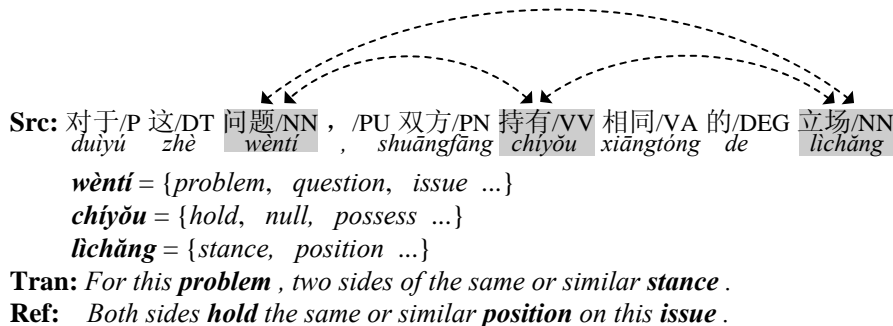 Src: 对于/P 这/DT 问题/NN ，/PU 双方/PN 持有/VV 相同/VA 的/DEG 立场/NN
duìyú zhè wèntí , shuāngfāng chíyǒu xiāngtóng de lìchǎng
wèntí = {problem, question, issue ...}
chíyǒu = {hold, null, possess ...}
lìchǎng = {stance, position ...}
Tran: For this problem , two sides of the same or similar stance .
Ref: Both sides hold the same or similar position on this issue .